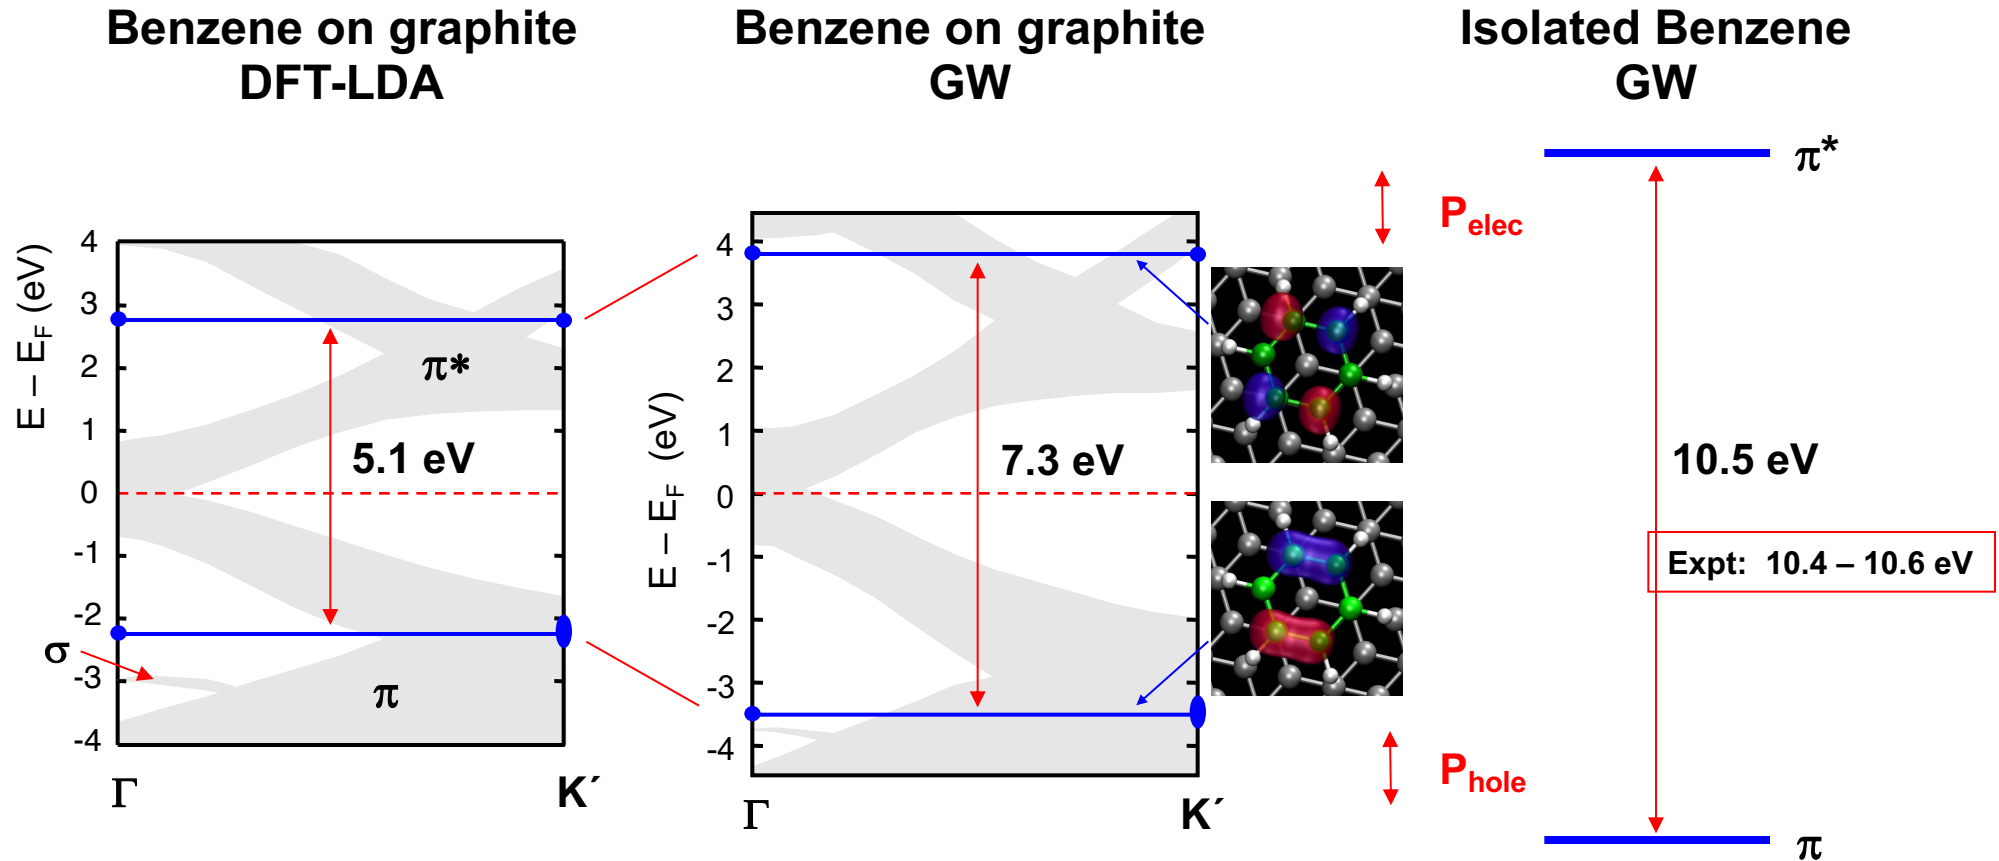 Benzene on graphite
DFT-LDA
E – E_F (eV)
4
3
2
1
0
-1
-2
-3
-4
π*
5.1 eV
σ
π
Γ
K´
Benzene on graphite
GW
E – E_F (eV)
4
3
2
1
0
-1
-2
-3
-4
7.3 eV
Γ
K´
P_elec
P_hole
Isolated Benzene
GW
π*
10.5 eV
Expt: 10.4 – 10.6 eV
π